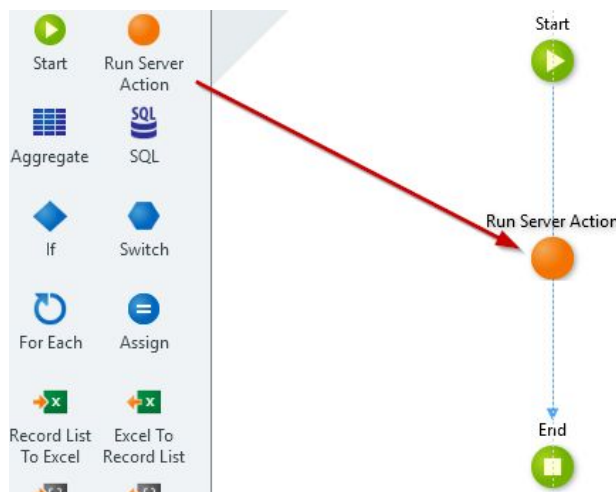 Start
Run Server
Action
Aggregate
SQL
SQL
If
Switch
For Each
Assign
x
x
Record List
To Excel
Excel To
Record List
Start
Run Server Action
End